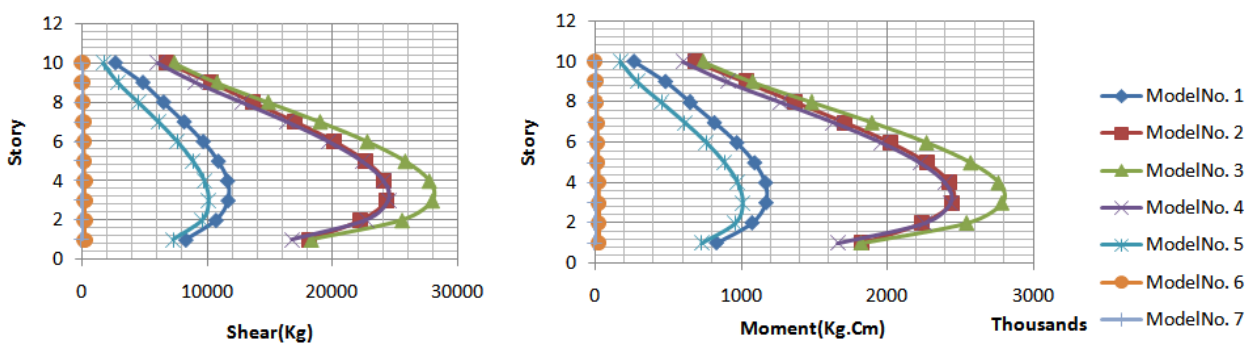 12
10
8
6
4
2
0
Story
0 10000 20000 30000
Shear(Kg)
12
10
8
6
4
2
0
Story
0 1000 2000 3000
Moment(Kg.Cm) Thousands
ModelNo. 1
ModelNo. 2
ModelNo. 3
ModelNo. 4
ModelNo. 5
ModelNo. 6
ModelNo. 7